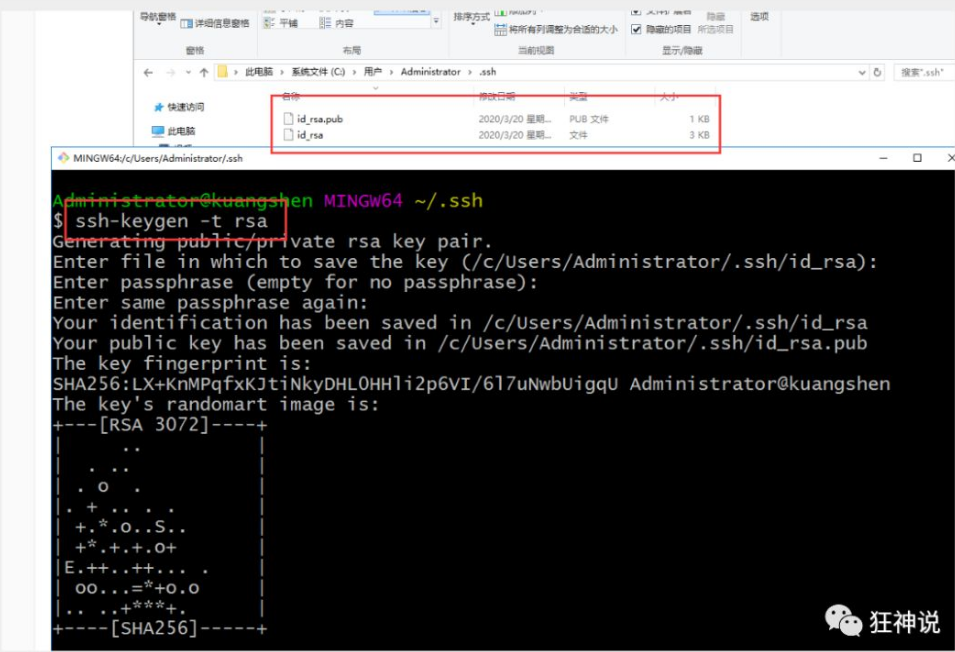 导航窗格 详细信息窗格 平铺 内容 排序方式 将所有列调整为合适的大小 隐藏的项目 隐藏 所选项目 选项
窗格 布局 当前视图 显示/隐藏
此电脑 › 系统文件 (C:) › 用户 › Administrator › .ssh 搜索".ssh"
名称 修改日期 类型 大小
快速访问
id_rsa.pub 2020/3/20 星期... PUB 文件 1 KB
此电脑
id_rsa 2020/3/20 星期... 文件 3 KB
MINGW64:/c/Users/Administrator/.ssh
Administrator@kuangshen MINGW64 ~/.ssh
$ ssh-keygen -t rsa
Generating public/private rsa key pair.
Enter file in which to save the key (/c/Users/Administrator/.ssh/id_rsa):
Enter passphrase (empty for no passphrase):
Enter same passphrase again:
Your identification has been saved in /c/Users/Administrator/.ssh/id_rsa
Your public key has been saved in /c/Users/Administrator/.ssh/id_rsa.pub
The key fingerprint is:
SHA256:LX+KnMPqfxKJtiNkyDHLOHHli2p6VI/6l7uNwbUigqU Administrator@kuangshen
The key's randomart image is:
+---[RSA 3072]----+
|      ..         |
|   . ..          |
|  . o  .         |
|. + .. . .       |
| +.*.o..S..      |
| +*.+.+.o+       |
|E.++..++... .    |
| oo...=*+o.o     |
|.. ..+***+.      |
+----[SHA256]-----+
狂神说